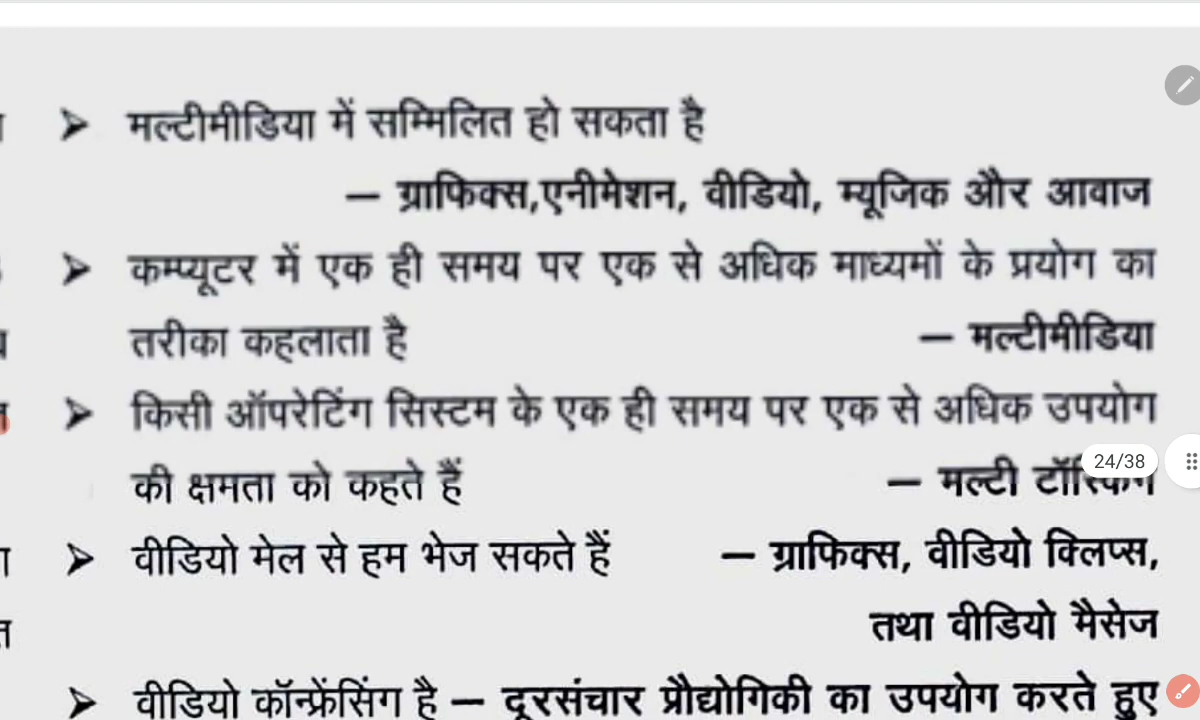 ➤ मल्टीमीडिया में सम्मिलित हो सकता है
– ग्राफिक्स,एनीमेशन, वीडियो, म्यूजिक और आवाज
➤ कम्प्यूटर में एक ही समय पर एक से अधिक माध्यमों के प्रयोग का
तरीका कहलाता है – मल्टीमीडिया
➤ किसी ऑपरेटिंग सिस्टम के एक ही समय पर एक से अधिक उपयोग
24/38
की क्षमता को कहते हैं – मल्टी
➤ वीडियो मेल से हम भेज सकते हैं – ग्राफिक्स, वीडियो क्लिप्स,
तथा वीडियो मैसेज
➤ वीडियो कॉन्फ्रेंसिंग है – दूरसंचार प्रौद्योगिकी का उपयोग करते हुए